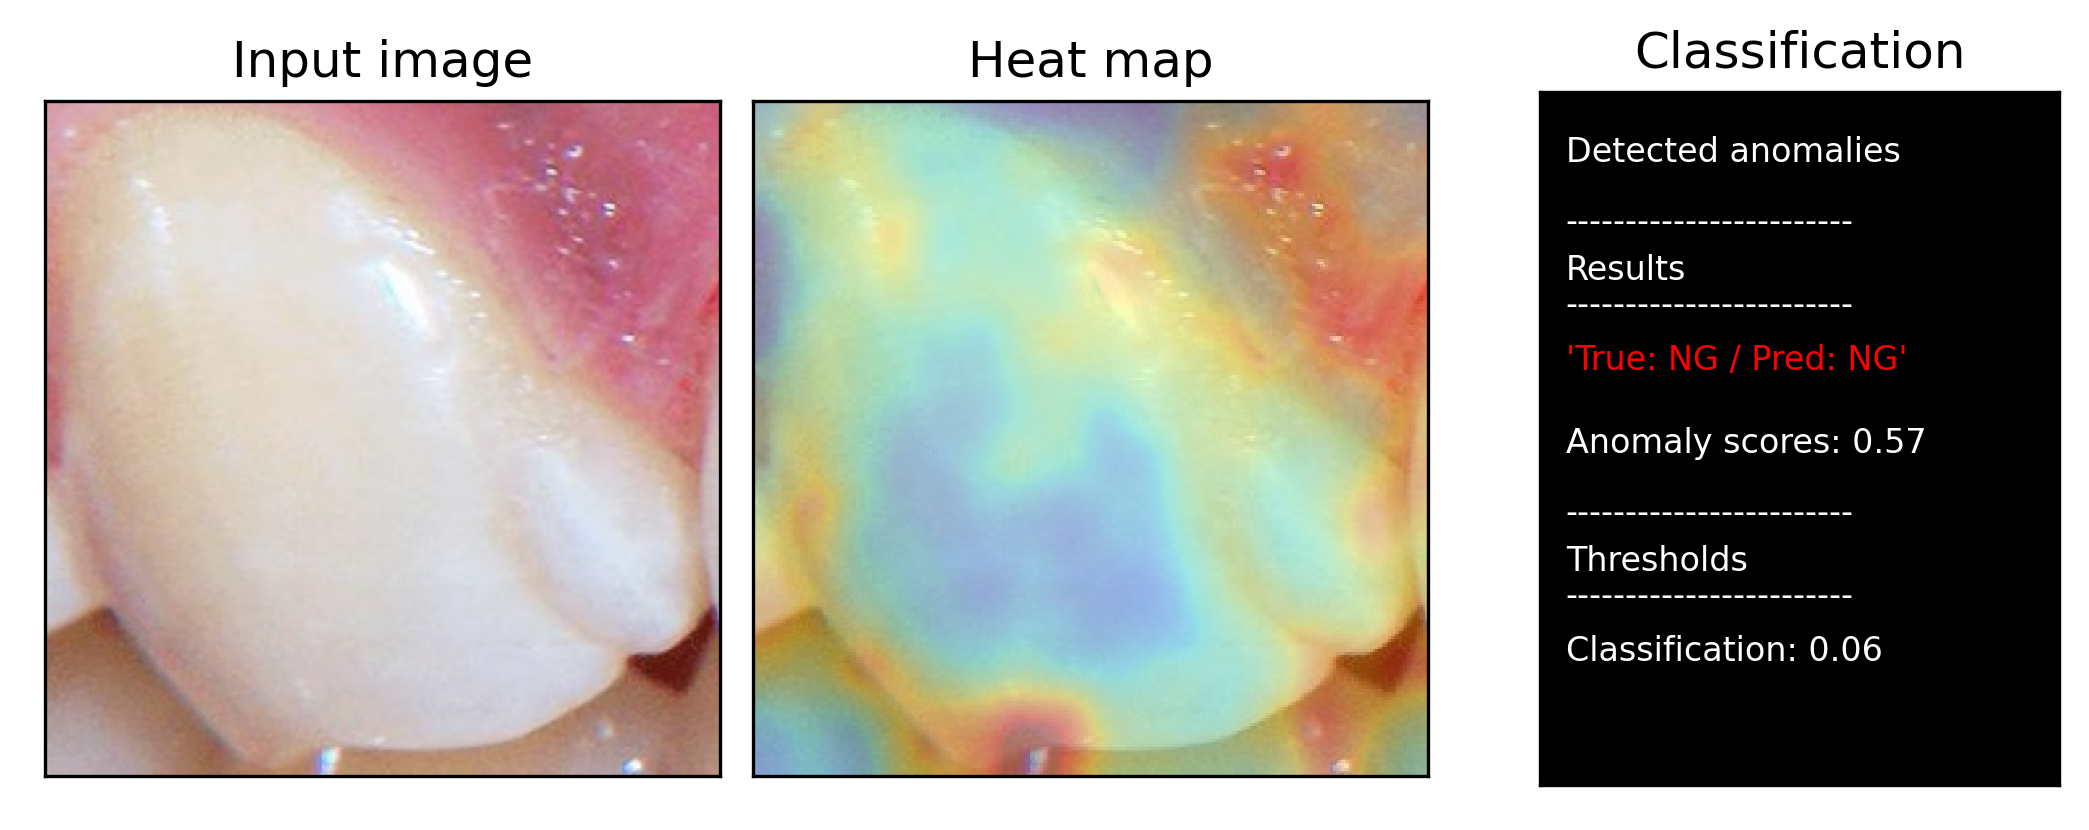 Input image
Heat map
Classification
Detected anomalies
------------------------
Results
------------------------
'True: NG / Pred: NG'
Anomaly scores: 0.57
------------------------
Thresholds
------------------------
Classification: 0.06